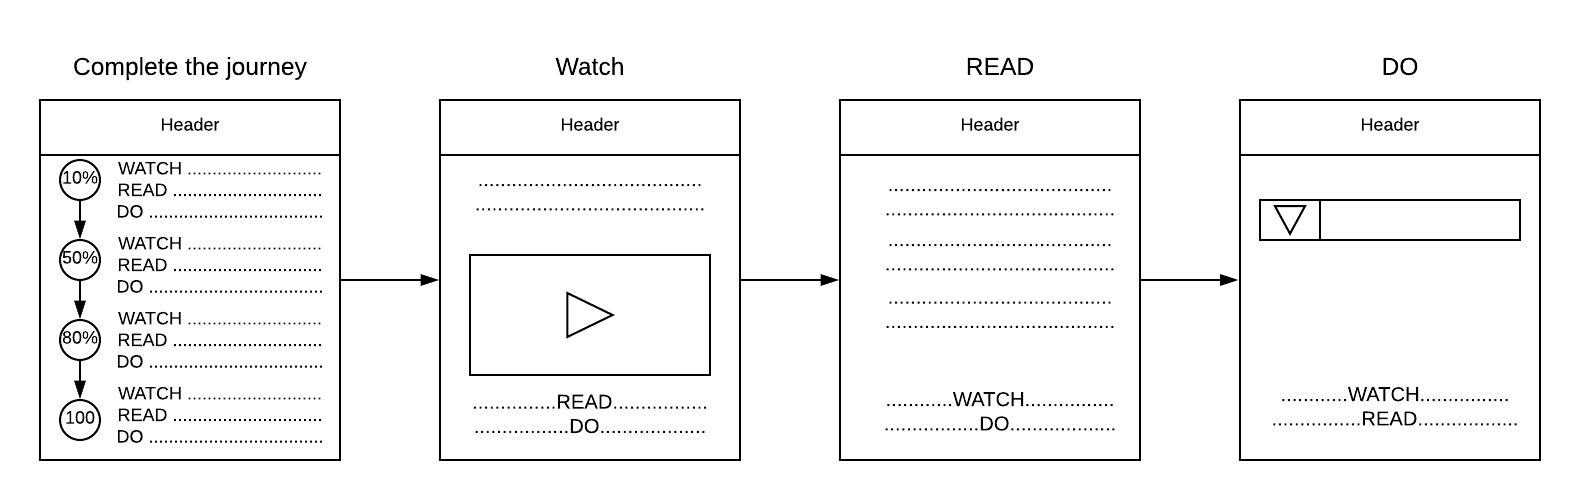 Complete the journey
Header
10%
WATCH ..............................
READ ..................................
DO .......................................
50%
WATCH ..............................
READ ..................................
DO .......................................
80%
WATCH ..............................
READ ..................................
DO .......................................
100
WATCH ..............................
READ ..................................
DO .......................................
Watch
Header
.........................................
..........................................
...............READ.................
.................DO...................
READ
Header
.........................................
..........................................
.........................................
..........................................
.........................................
..........................................
............WATCH................
.................DO...................
DO
Header
............WATCH................
................READ..................